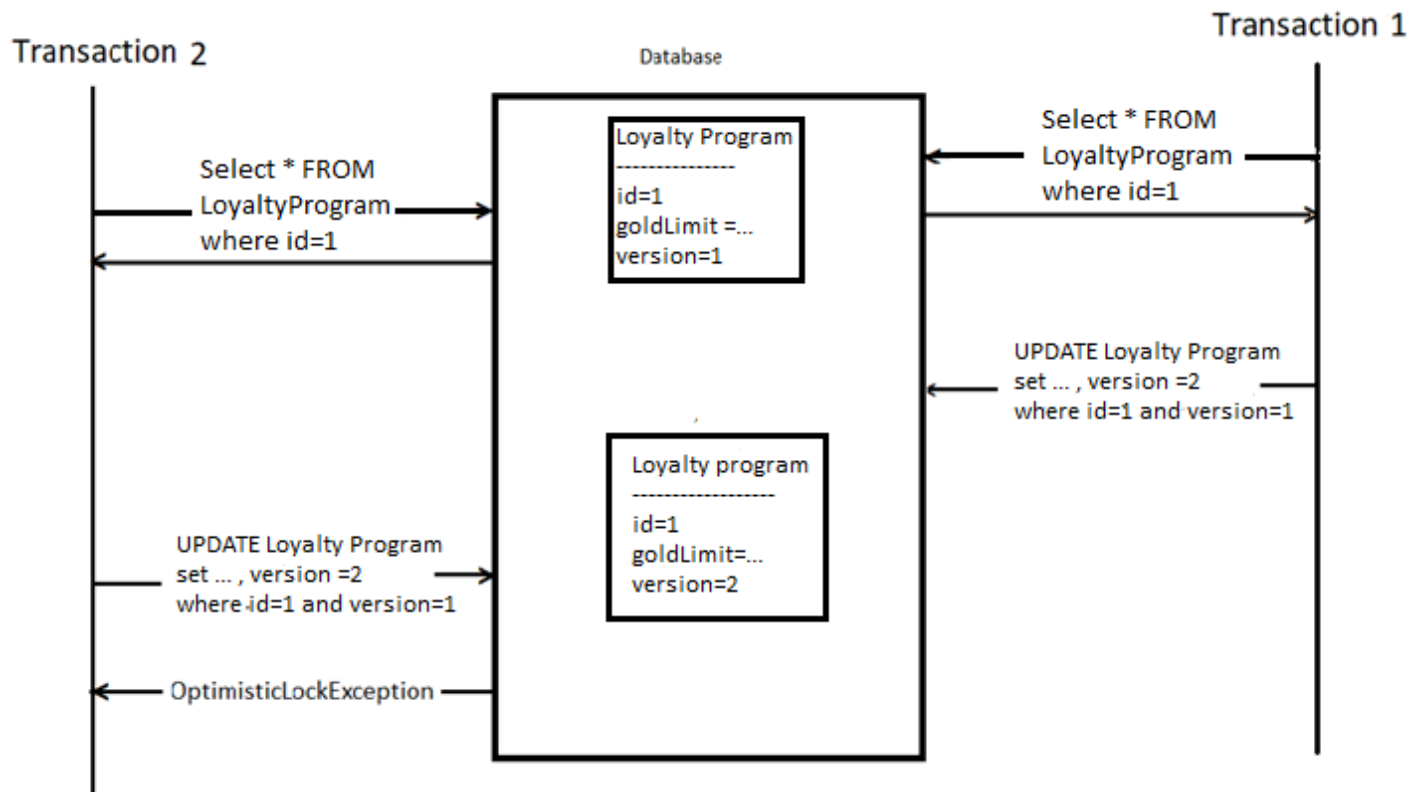 Transaction 2
Database
Transaction 1
Select * FROM
LoyaltyProgram
where id=1
Loyalty Program
---------------
id=1
goldLimit =...
version=1
Select * FROM
LoyaltyProgram
where id=1
UPDATE Loyalty Program
set ... , version =2
where id=1 and version=1
Loyalty program
------------------
id=1
goldLimit=...
version=2
UPDATE Loyalty Program
set ... , version =2
where id=1 and version=1
OptimisticLockException